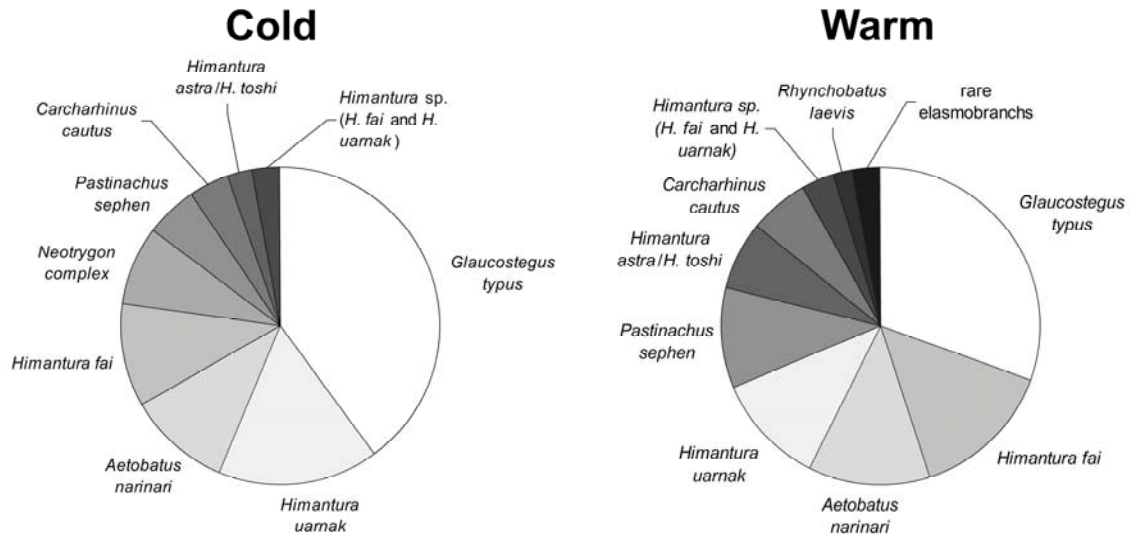 Cold
Himantura
astra/H. toshi
Himantura sp.
(H. fai and H.
uarnak)
Carcharhinus
cautus
Pastinachus
sephen
Neotrygon
complex
Himantura fai
Aetobatus
narinari
Himantura
uarnak
Glaucostegus
typus
Warm
Rhynchobatus
laevis
rare
elasmobranchs
Himantura sp.
(H. fai and H.
uarnak)
Carcharhinus
cautus
Himantura
astra/H. toshi
Pastinachus
sephen
Himantura
uarnak
Aetobatus
narinari
Himantura fai
Glaucostegus
typus